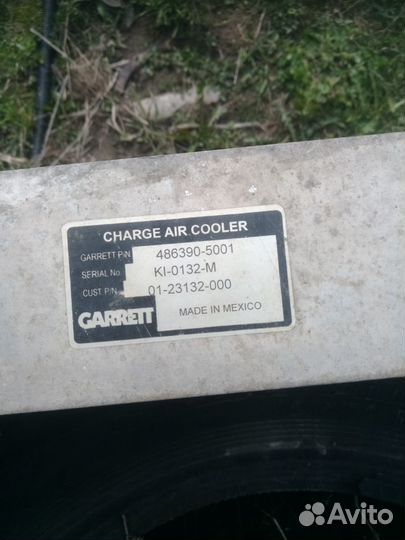 CHARGE AIR COOLER
GARRETT P/N 486390-5001
SERIAL No. KI-0132-M
CUST P/N 01-23132-000
GARRETT MADE IN MEXICO
Avito